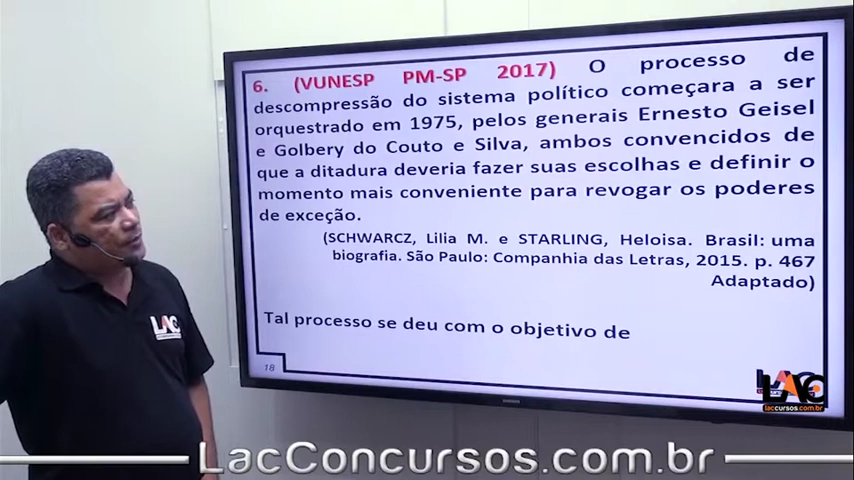 6. (VUNESP PM-SP 2017) O processo de
descompressão do sistema político começara a ser
orquestrado em 1975, pelos generais Ernesto Geisel
e Golbery do Couto e Silva, ambos convencidos de
que a ditadura deveria fazer suas escolhas e definir o
momento mais conveniente para revogar os poderes
de exceção.
(SCHWARCZ, Lilia M. e STARLING, Heloisa. Brasil: uma
biografia. São Paulo: Companhia das Letras, 2015. p. 467
Adaptado)
Tal processo se deu com o objetivo de
18
LAC
laccursos.com.br
LAC
LacConcursos.com.br